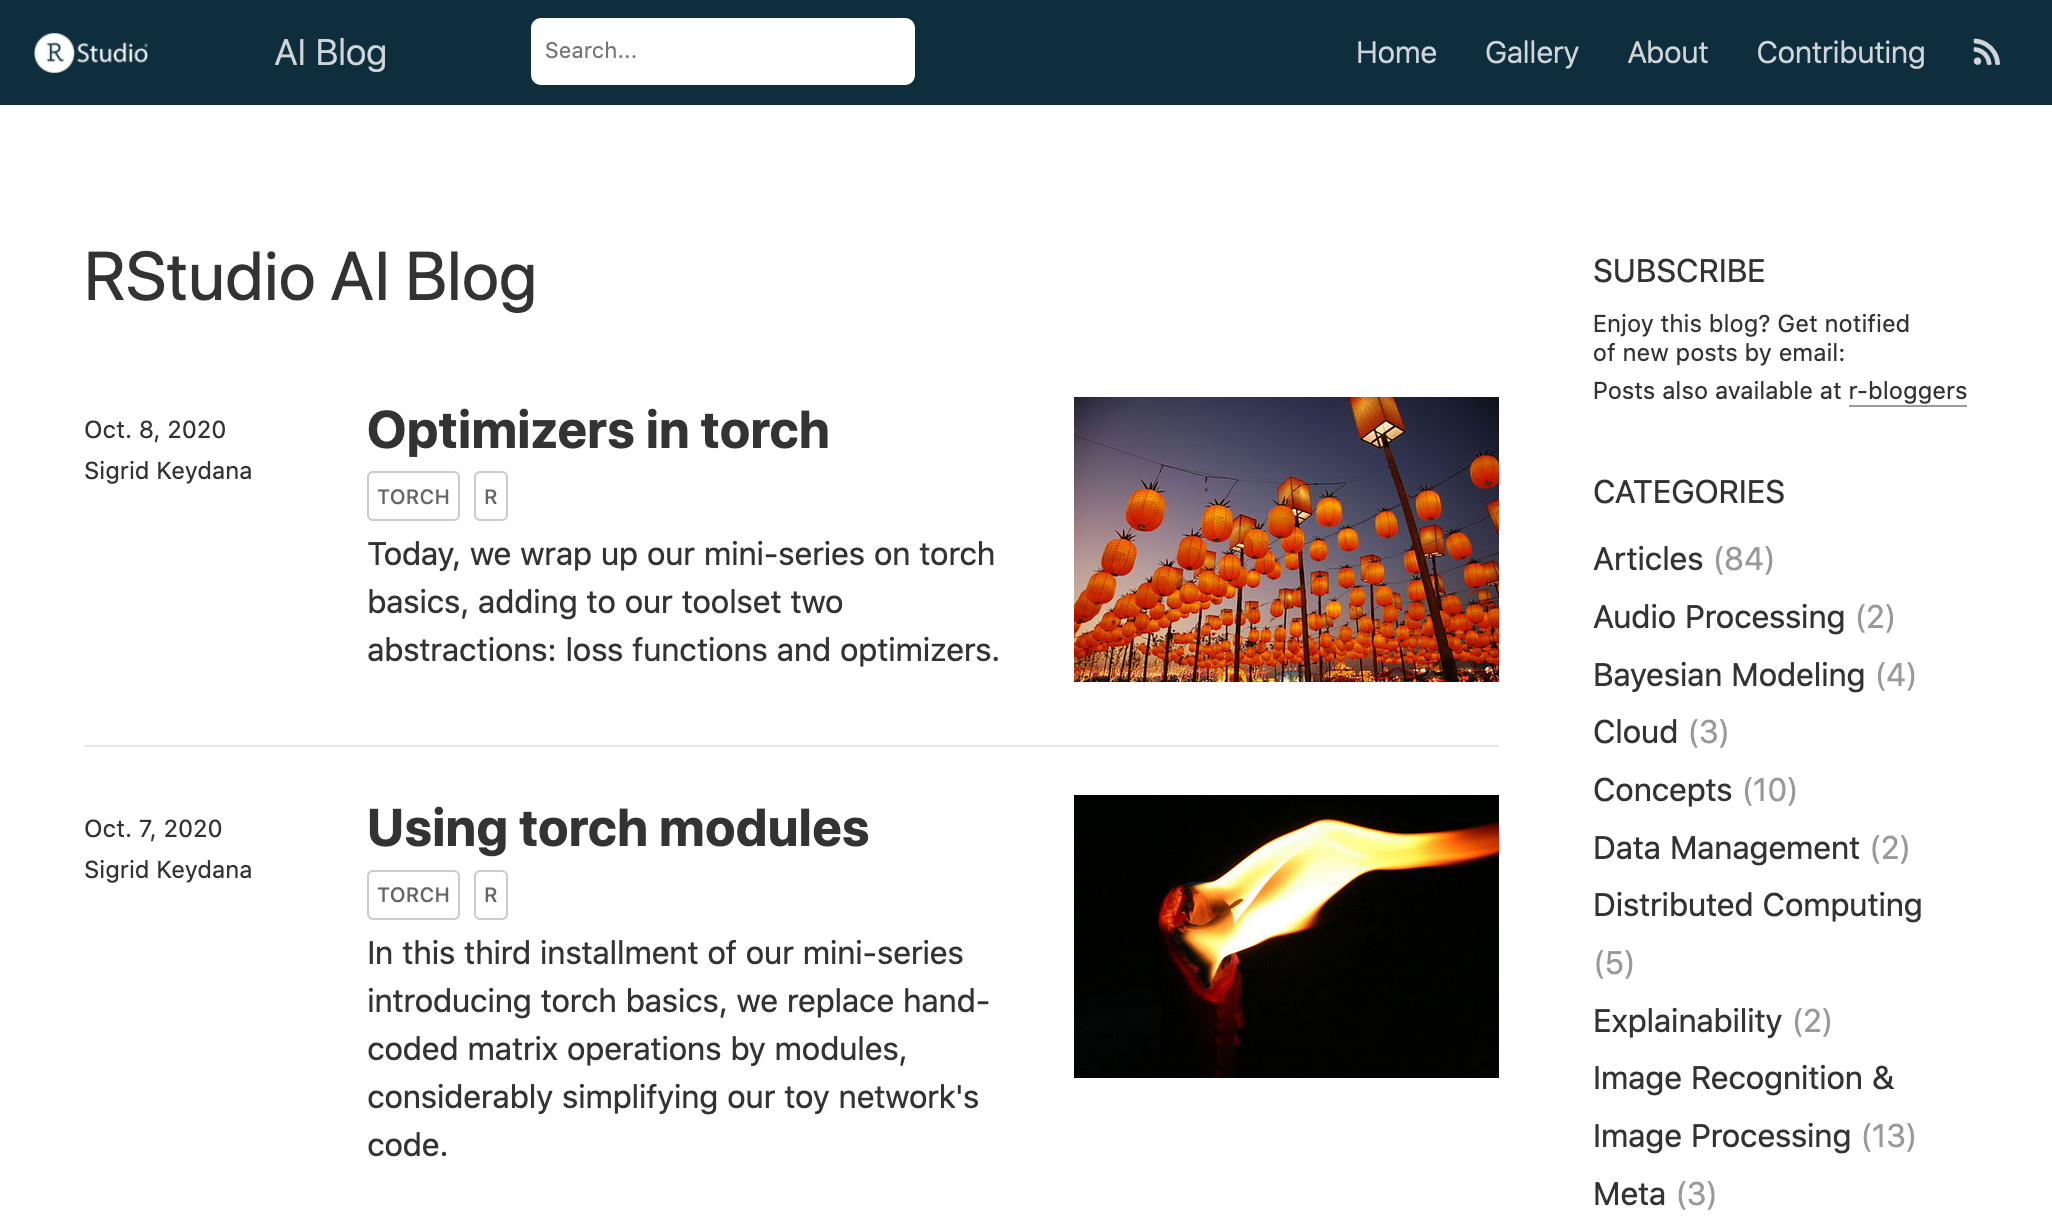 R Studio
AI Blog
Search...
Home
Gallery
About
Contributing
RStudio AI Blog
Oct. 8, 2020
Sigrid Keydana
Optimizers in torch
TORCH
R
Today, we wrap up our mini-series on torch
basics, adding to our toolset two
abstractions: loss functions and optimizers.
Oct. 7, 2020
Sigrid Keydana
Using torch modules
TORCH
R
In this third installment of our mini-series
introducing torch basics, we replace hand-
coded matrix operations by modules,
considerably simplifying our toy network's
code.
SUBSCRIBE
Enjoy this blog? Get notified
of new posts by email:
Posts also available at r-bloggers
CATEGORIES
Articles (84)
Audio Processing (2)
Bayesian Modeling (4)
Cloud (3)
Concepts (10)
Data Management (2)
Distributed Computing
(5)
Explainability (2)
Image Recognition &
Image Processing (13)
Meta (3)